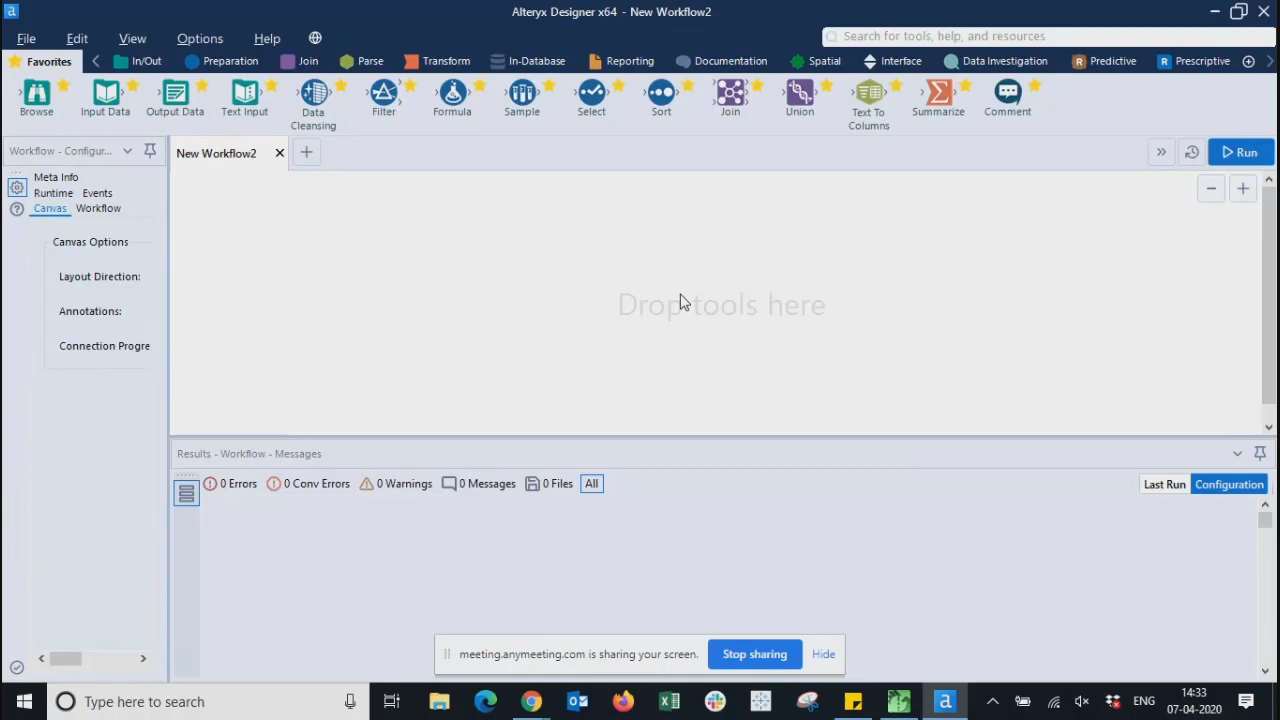 Alteryx Designer x64 - New Workflow2
File Edit View Options Help
Search for tools, help, and resources
Favorites In/Out Preparation Join Parse Transform In-Database Reporting Documentation Spatial Interface Data Investigation Predictive Prescriptive
Browse Input Data Output Data Text Input Data Cleansing Filter Formula Sample Select Sort Join Union Text To Columns Summarize Comment
Workflow - Configur...
New Workflow2
Run
Meta Info
Runtime Events
Canvas Workflow
Canvas Options
Layout Direction:
Annotations:
Connection Progre
Drop tools here
Results - Workflow - Messages
0 Errors 0 Conv Errors 0 Warnings 0 Messages 0 Files All
Last Run Configuration
meeting.anymeeting.com is sharing your screen. Stop sharing Hide
Type here to search
ENG
14:33
07-04-2020